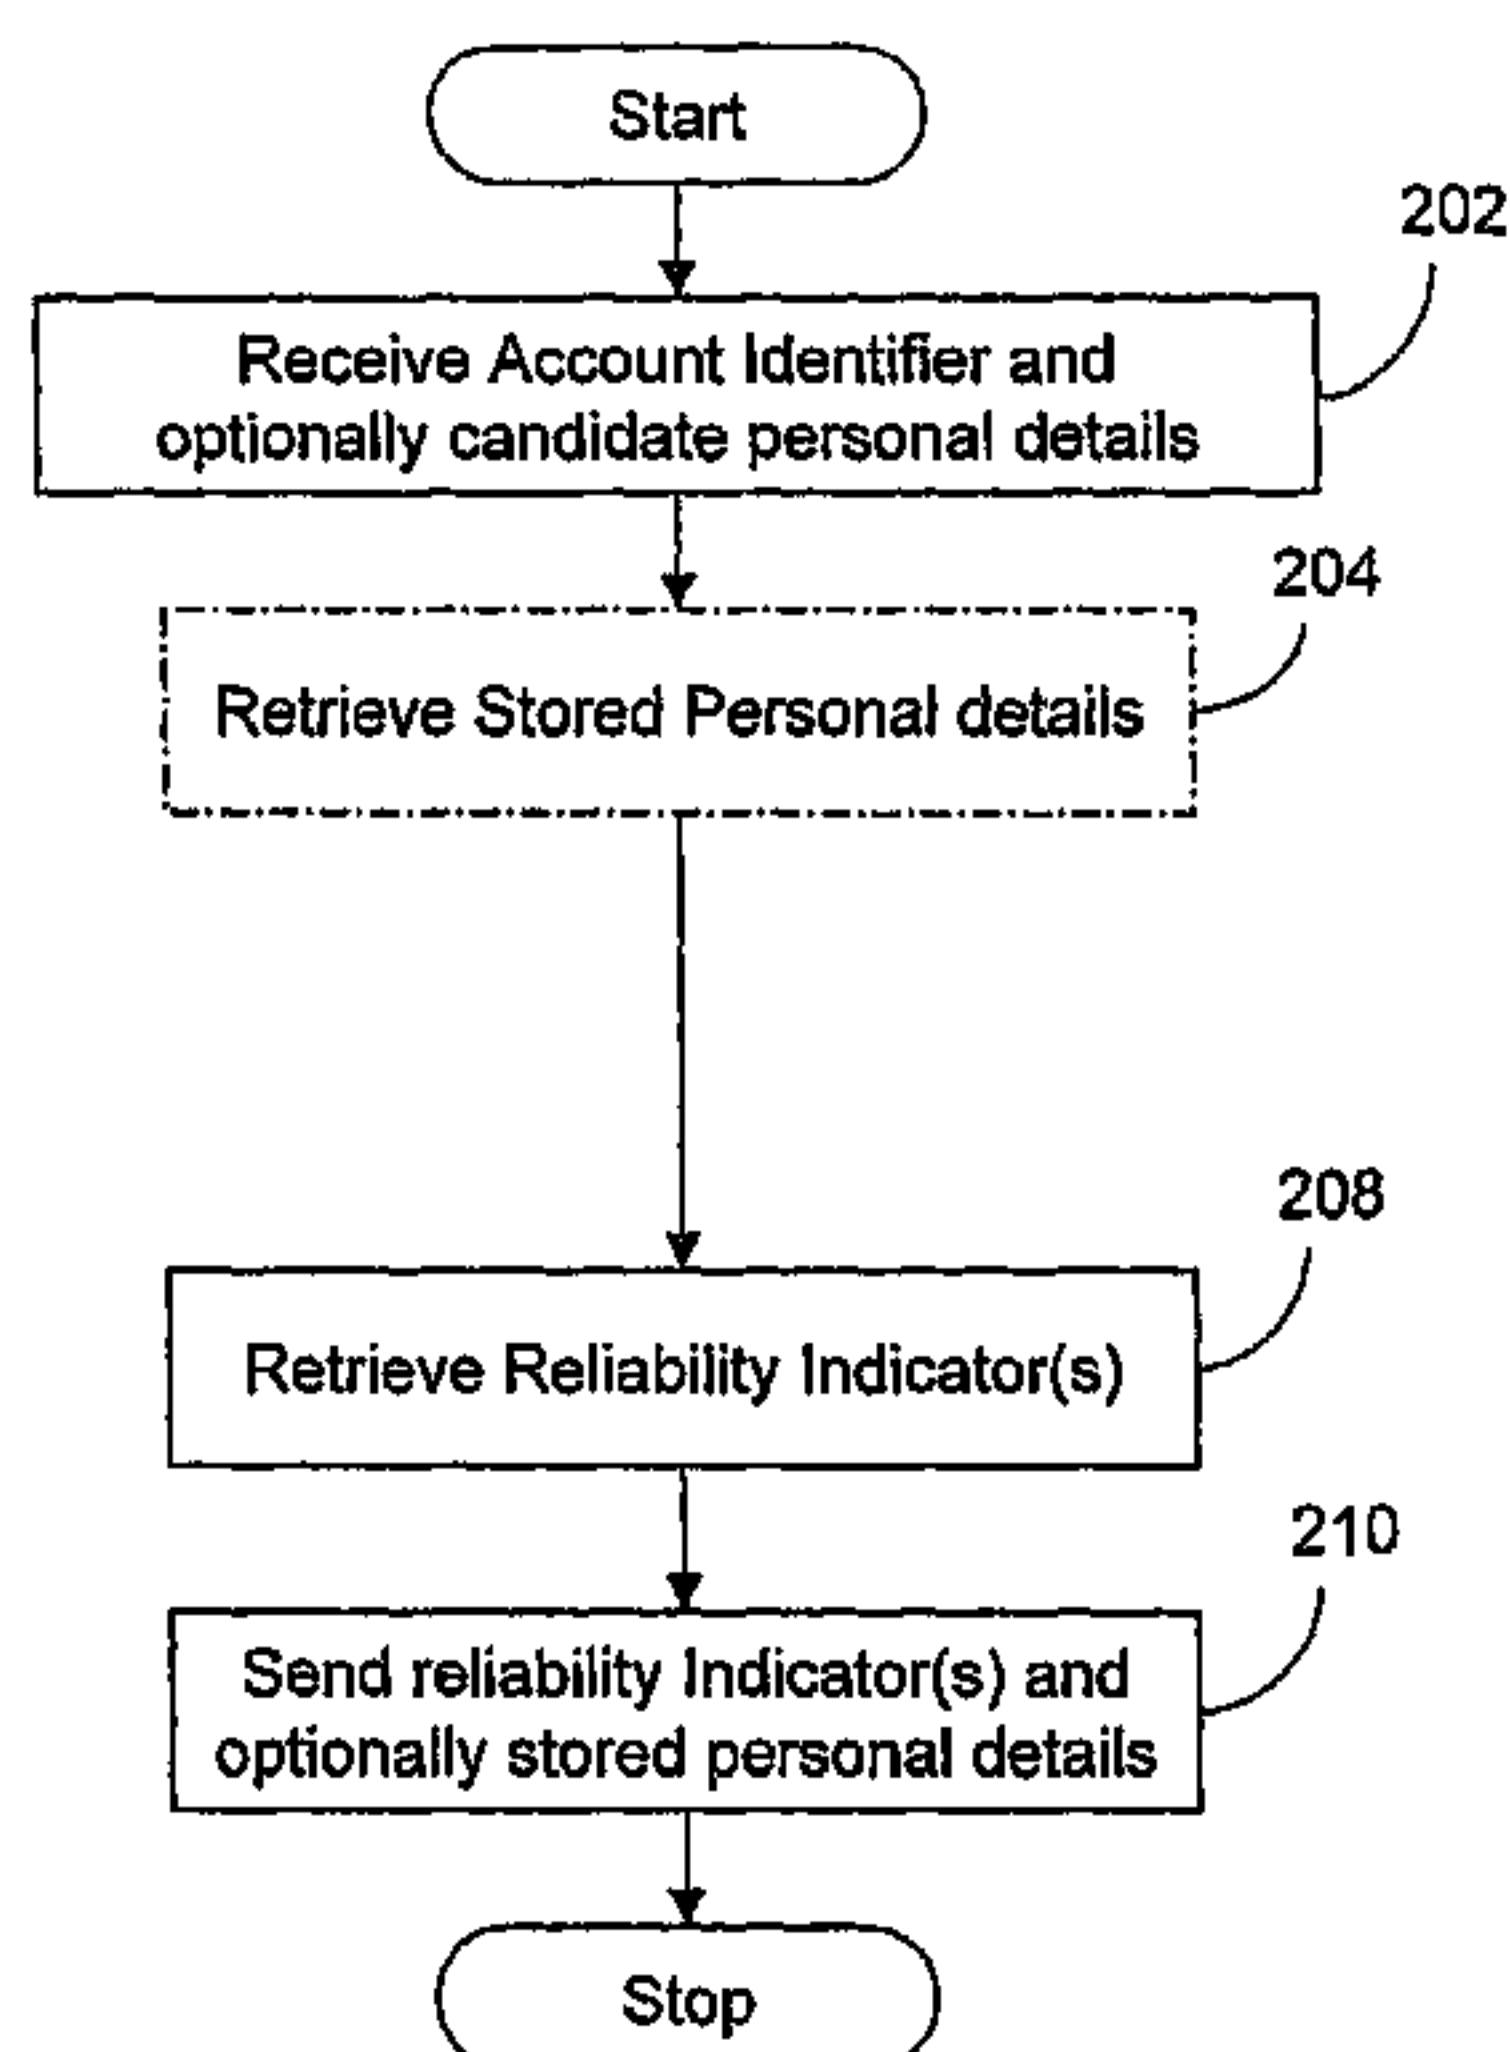 Start
202
Receive Account Identifier and
optionally candidate personal details
204
Retrieve Stored Personal details
208
Retrieve Reliability Indicator(s)
210
Send reliability Indicator(s) and
optionally stored personal details
Stop